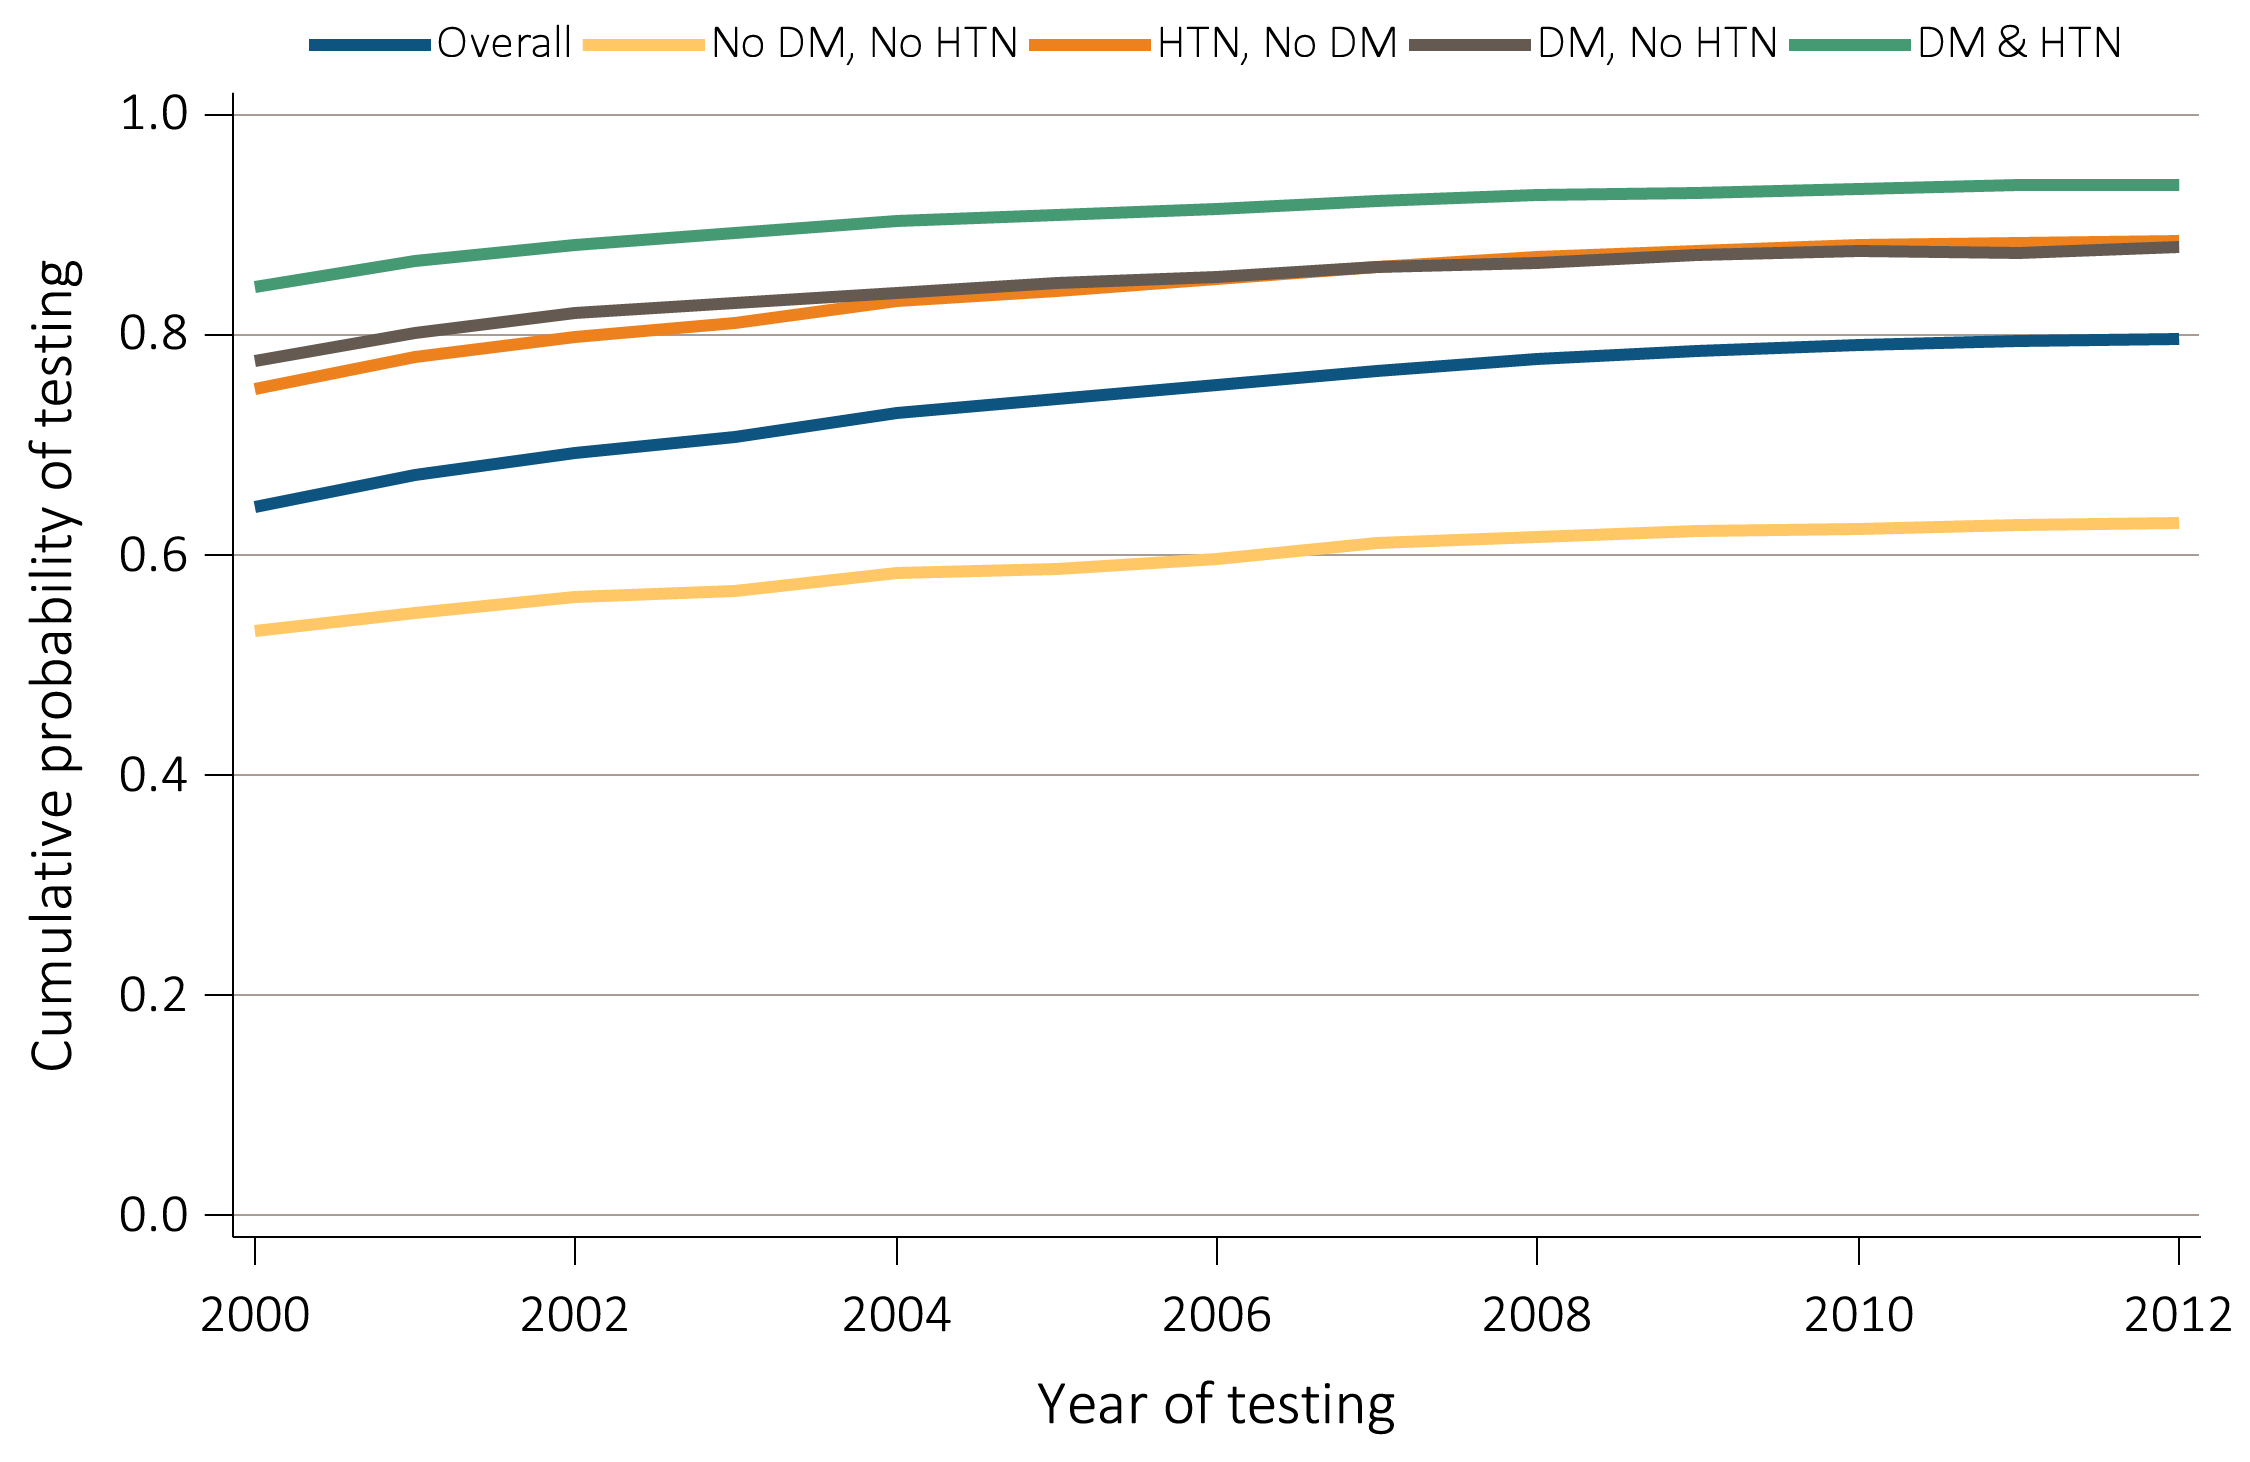 Overall No DM, No HTN HTN, No DM DM, No HTN DM & HTN
Cumulative probability of testing
1.0
0.8
0.6
0.4
0.2
0.0
2000 2002 2004 2006 2008 2010 2012
Year of testing